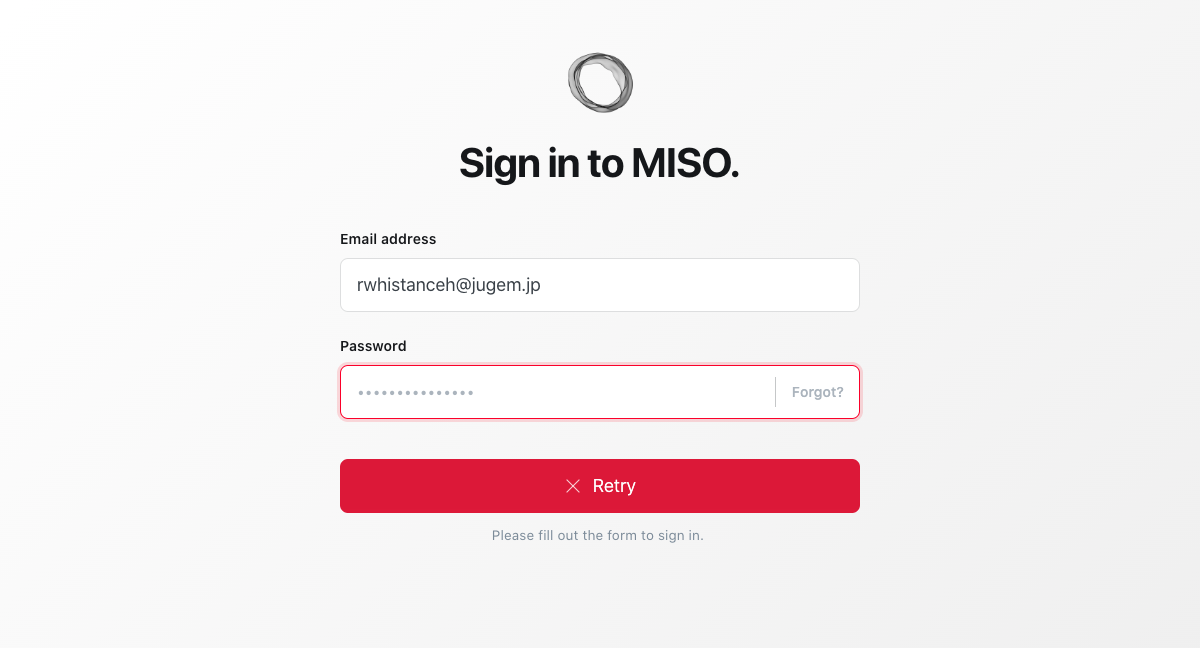 Sign in to MISO.
Email address
rwhistanceh@jugem.jp
Password
••••••••••••••• Forgot?
Retry
Please fill out the form to sign in.